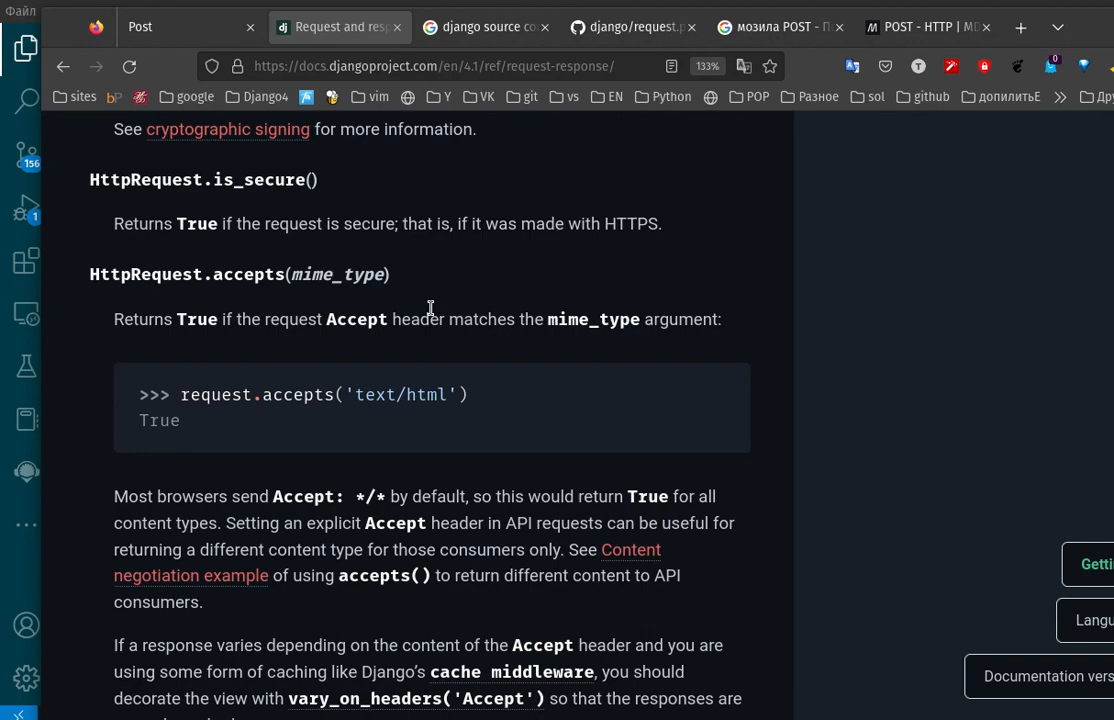 Файл
Post
Request and resp
django source co
django/request.p
мозила POST - П
POST - HTTP | MD
https://docs.djangoproject.com/en/4.1/ref/request-response/
133%
0
sites
bP
google
Django4
vim
Y
VK
git
vs
EN
Python
POP
Разное
sol
github
допилитьЕ
Дру
See cryptographic signing for more information.
HttpRequest.is_secure()
Returns True if the request is secure; that is, if it was made with HTTPS.
HttpRequest.accepts(mime_type)
Returns True if the request Accept header matches the mime_type argument:
>>> request.accepts('text/html')
True
Most browsers send Accept: */* by default, so this would return True for all
content types. Setting an explicit Accept header in API requests can be useful for
returning a different content type for those consumers only. See Content
negotiation example of using accepts() to return different content to API
consumers.
If a response varies depending on the content of the Accept header and you are
using some form of caching like Django's cache middleware, you should
decorate the view with vary_on_headers('Accept') so that the responses are
156
1
Getti
Langu
Documentation vers